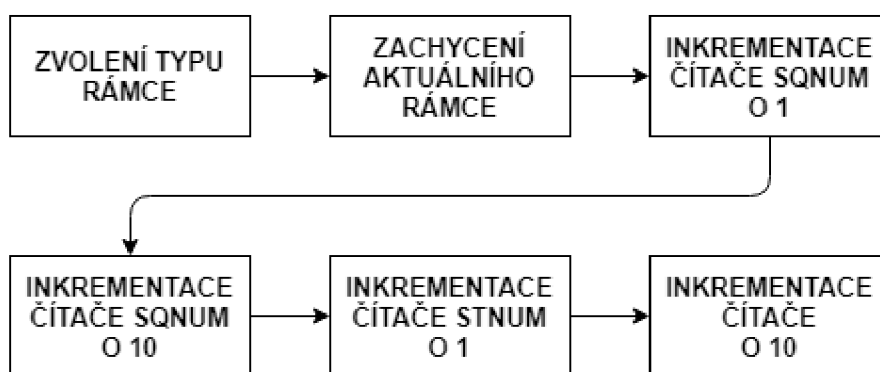 ZVOLENÍ TYPU
RÁMCE
ZACHYCENÍ
AKTUÁLNÍHO
RÁMCE
INKREMENTACE
ČÍTAČE SQNUM
O 1
INKREMENTACE
ČÍTAČE SQNUM
O 10
INKREMENTACE
ČÍTAČE STNUM
O 1
INKREMENTACE
ČÍTAČE
O 10